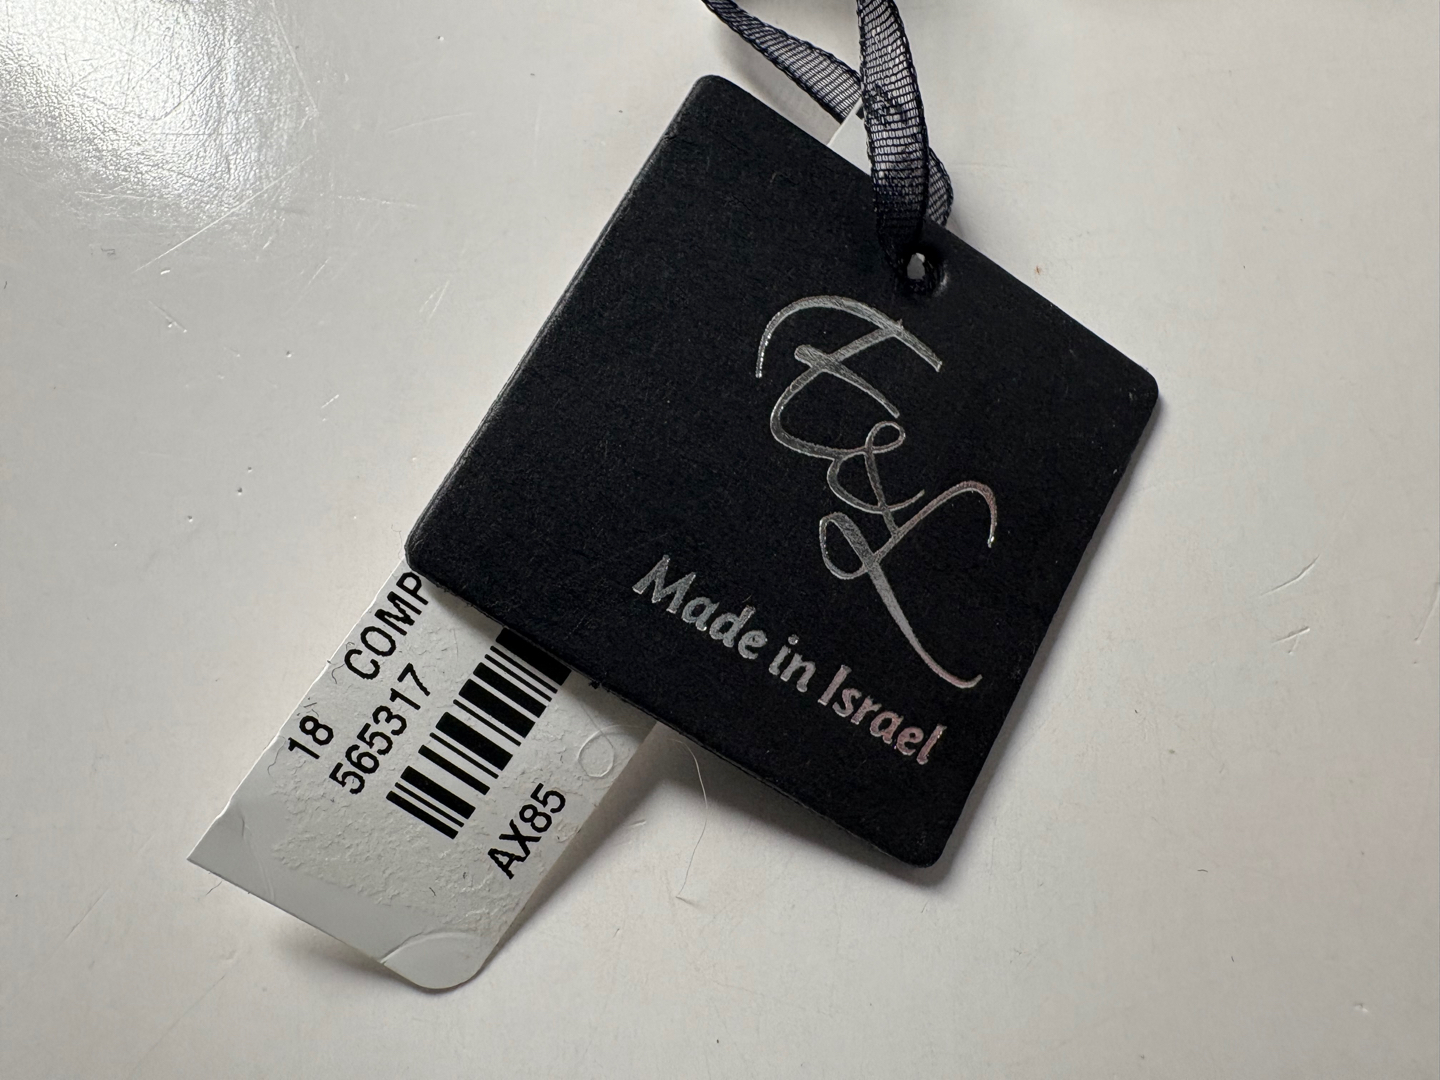 E&L
Made in Israel
18 COMP
565317
AX85